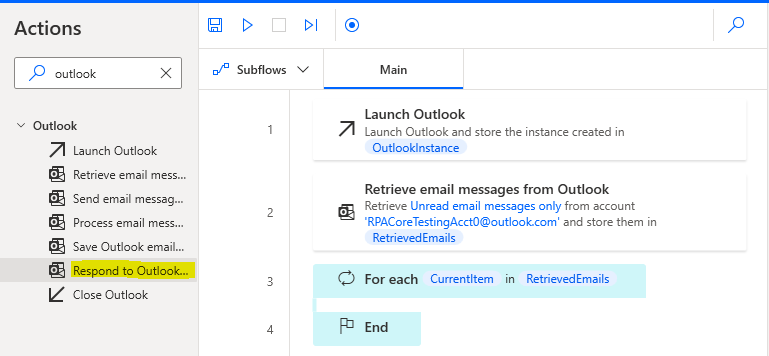 Actions
outlook
Outlook
Launch Outlook
Retrieve email mess...
Send email messag...
Process email mess...
Save Outlook email...
Respond to Outlook...
Close Outlook
Subflows
Main
1
Launch Outlook
Launch Outlook and store the instance created in
OutlookInstance
2
Retrieve email messages from Outlook
Retrieve Unread email messages only from account
'RPACoreTestingAcct0@outlook.com' and store them in
RetrievedEmails
3
For each CurrentItem in RetrievedEmails
4
End